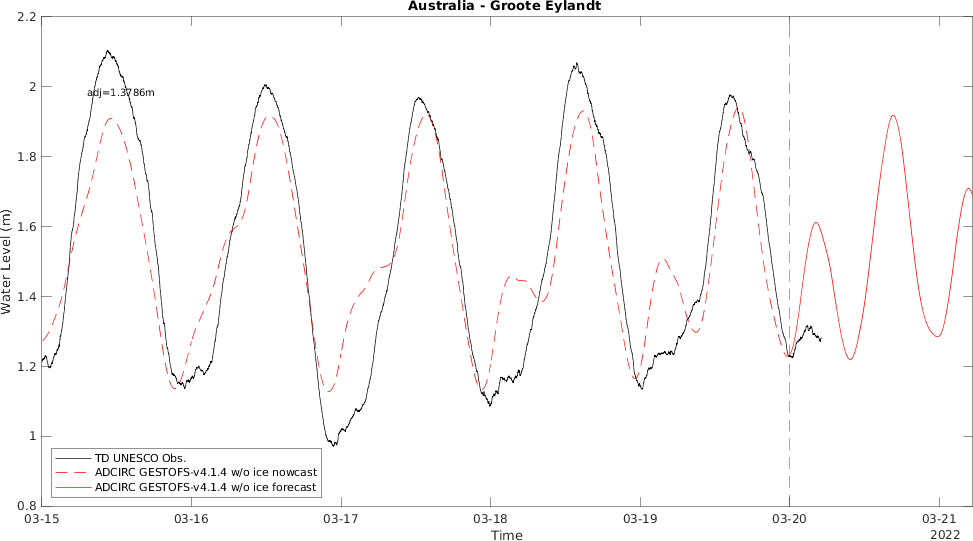 Australia - Groote Eylandt
2.2
2
1.8
1.6
1.4
1.2
1
0.8
Water Level (m)
adj=1.3786m
TD UNESCO Obs.
ADCIRC GESTOFS-v4.1.4 w/o ice nowcast
ADCIRC GESTOFS-v4.1.4 w/o ice forecast
03-15 03-16 03-17 03-18 03-19 03-20 03-21
Time 2022